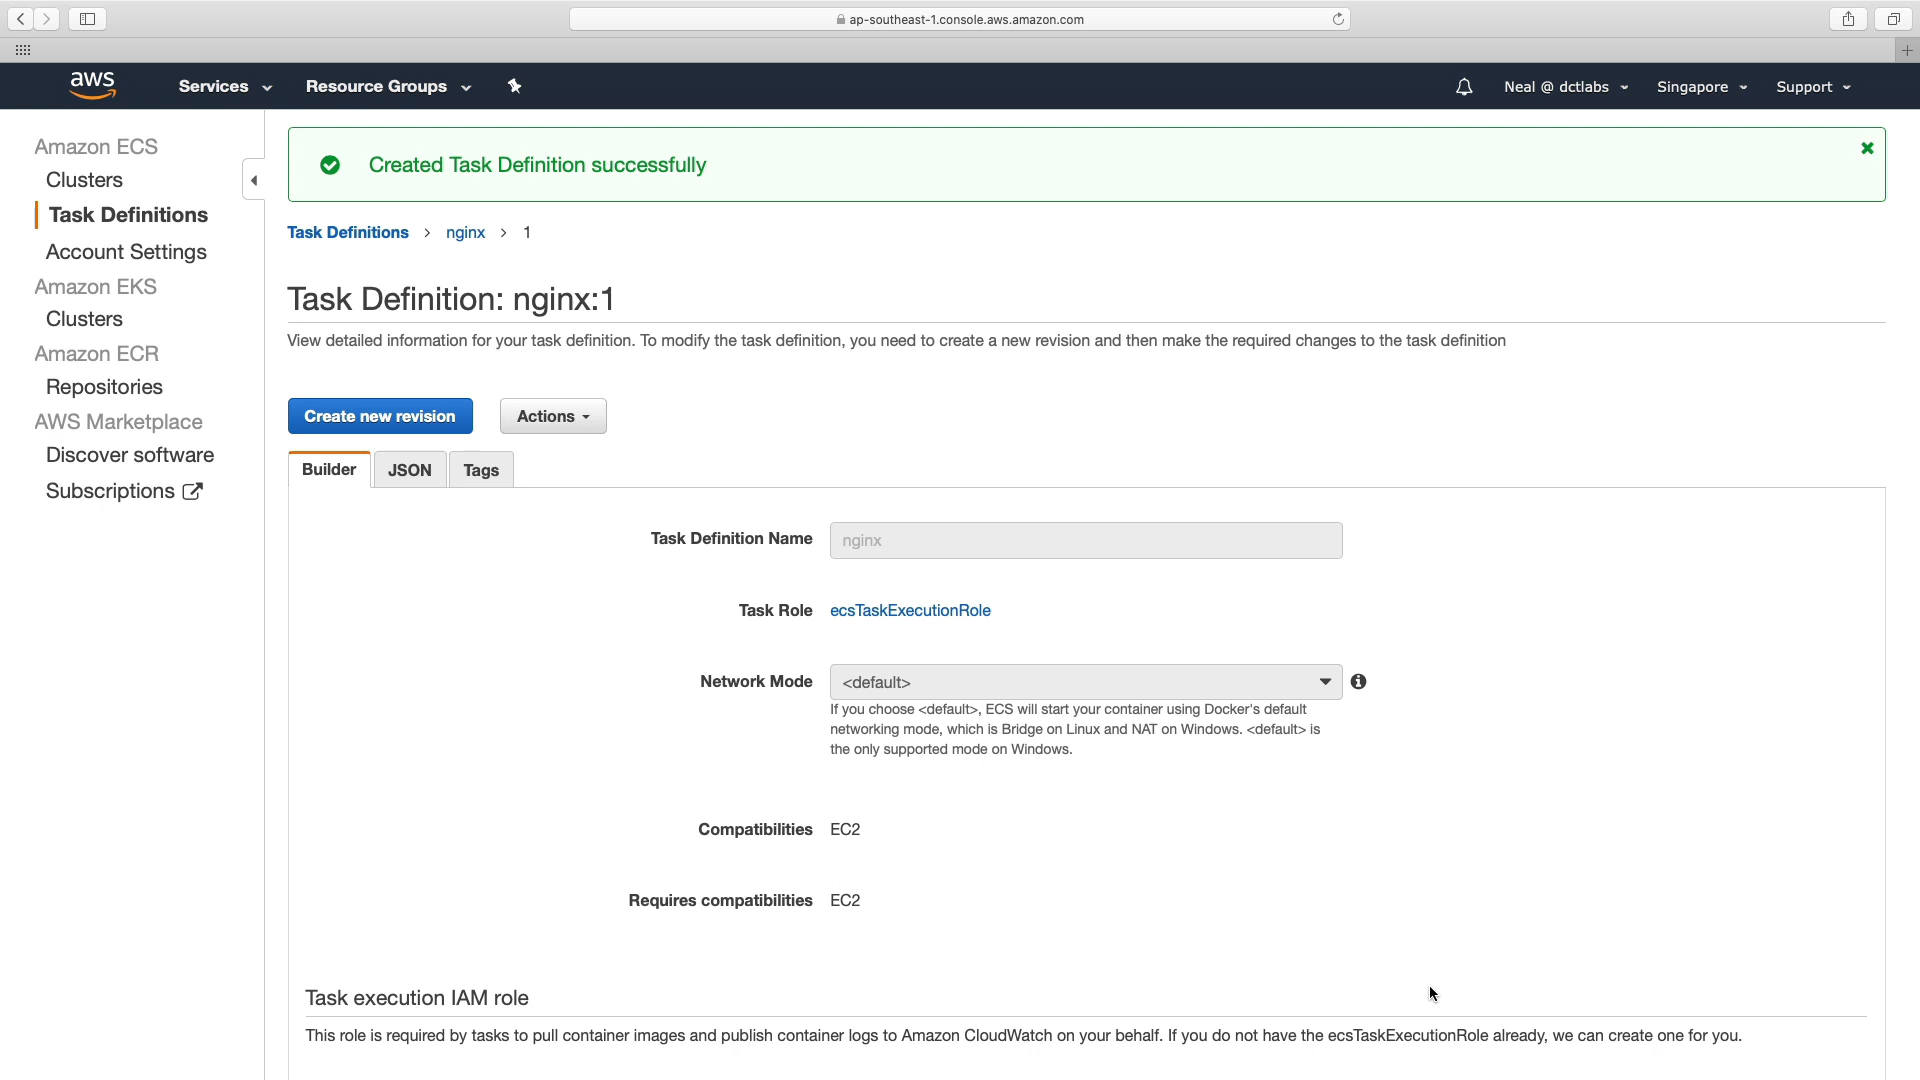 ap-southeast-1.console.aws.amazon.com
aws
Services
Resource Groups
Neal @ dctlabs
Singapore
Support
Amazon ECS
Clusters
Task Definitions
Account Settings
Amazon EKS
Clusters
Amazon ECR
Repositories
AWS Marketplace
Discover software
Subscriptions
Created Task Definition successfully
Task Definitions > nginx > 1
Task Definition: nginx:1
View detailed information for your task definition. To modify the task definition, you need to create a new revision and then make the required changes to the task definition
Create new revision
Actions
Builder
JSON
Tags
Task Definition Name nginx
Task Role ecsTaskExecutionRole
Network Mode <default>
If you choose <default>, ECS will start your container using Docker's default
networking mode, which is Bridge on Linux and NAT on Windows. <default> is
the only supported mode on Windows.
Compatibilities EC2
Requires compatibilities EC2
Task execution IAM role
This role is required by tasks to pull container images and publish container logs to Amazon CloudWatch on your behalf. If you do not have the ecsTaskExecutionRole already, we can create one for you.